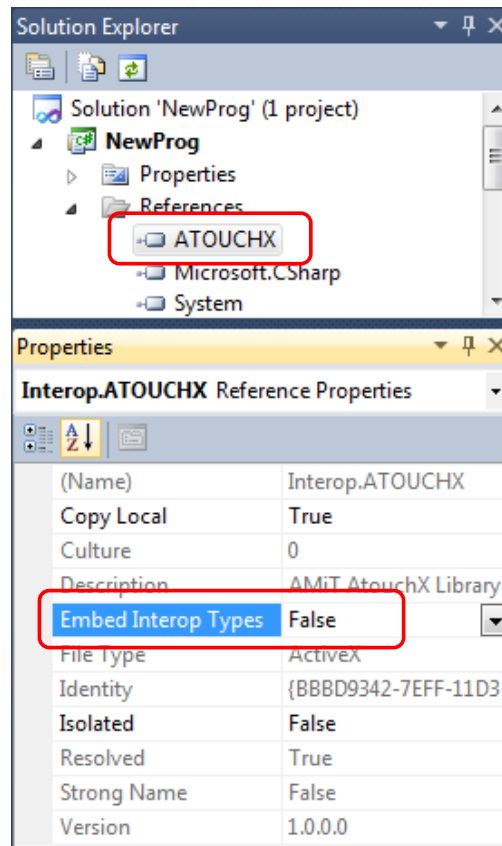 Solution Explorer
Solution 'NewProg' (1 project)
NewProg
Properties
References
ATOUCHX
Microsoft.CSharp
System
Properties
Interop.ATOUCHX Reference Properties
(Name) Interop.ATOUCHX
Copy Local True
Culture 0
Description AMiT AtouchX Library
Embed Interop Types False
File Type ActiveX
Identity {BBBD9342-7EFF-11D3
Isolated False
Resolved True
Strong Name False
Version 1.0.0.0